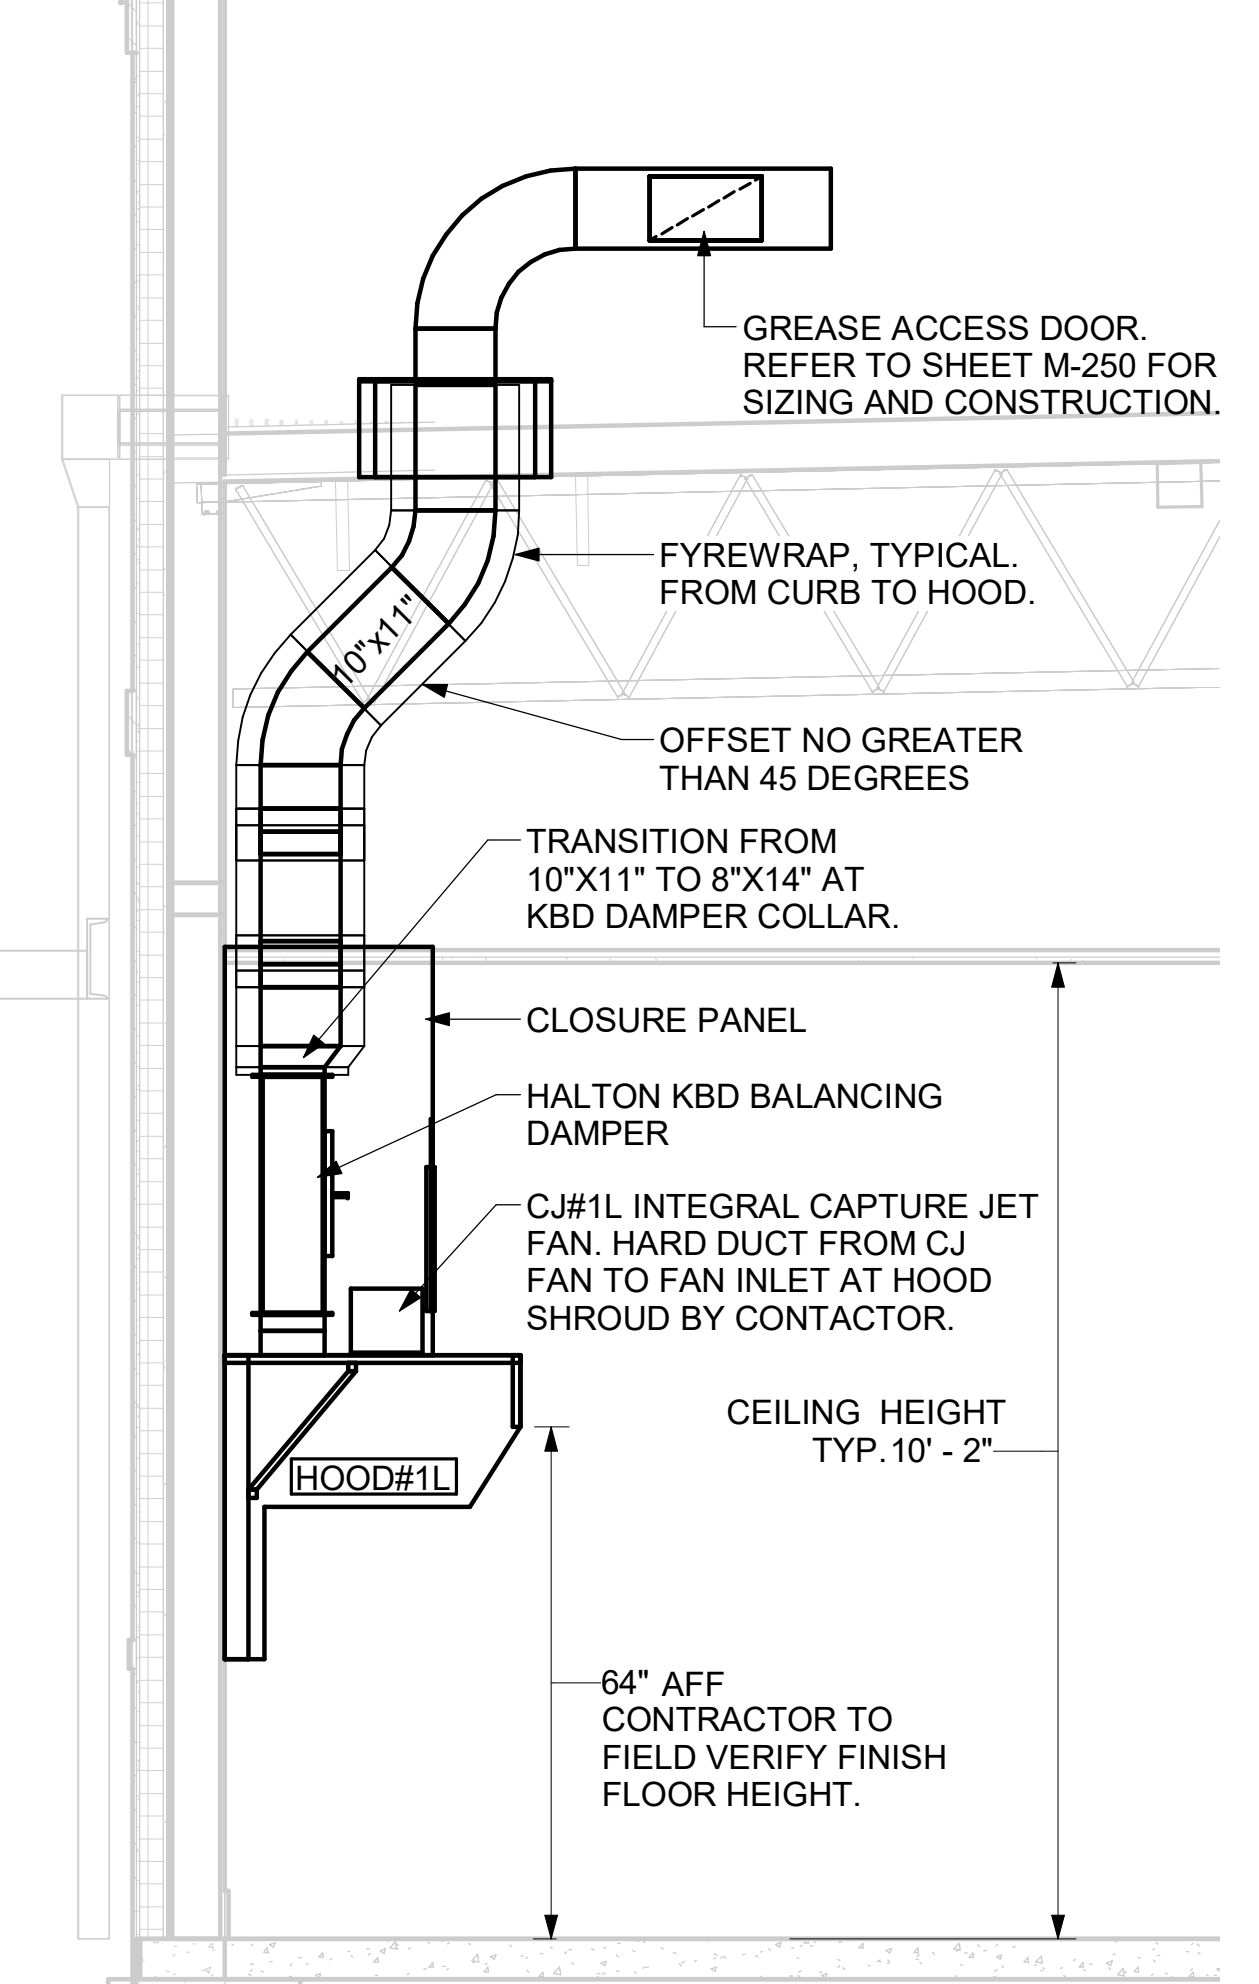 GREASE ACCESS DOOR.
REFER TO SHEET M-250 FOR
SIZING AND CONSTRUCTION.
FYREWRAP, TYPICAL.
FROM CURB TO HOOD.
10"x11"
OFFSET NO GREATER
THAN 45 DEGREES
TRANSITION FROM
10"X11" TO 8"X14" AT
KBD DAMPER COLLAR.
CLOSURE PANEL
HALTON KBD BALANCING
DAMPER
CJ#1L INTEGRAL CAPTURE JET
FAN. HARD DUCT FROM CJ
FAN TO FAN INLET AT HOOD
SHROUD BY CONTACTOR.
CEILING HEIGHT
TYP. 10' - 2"
HOOD#1L
64" AFF
CONTRACTOR TO
FIELD VERIFY FINISH
FLOOR HEIGHT.